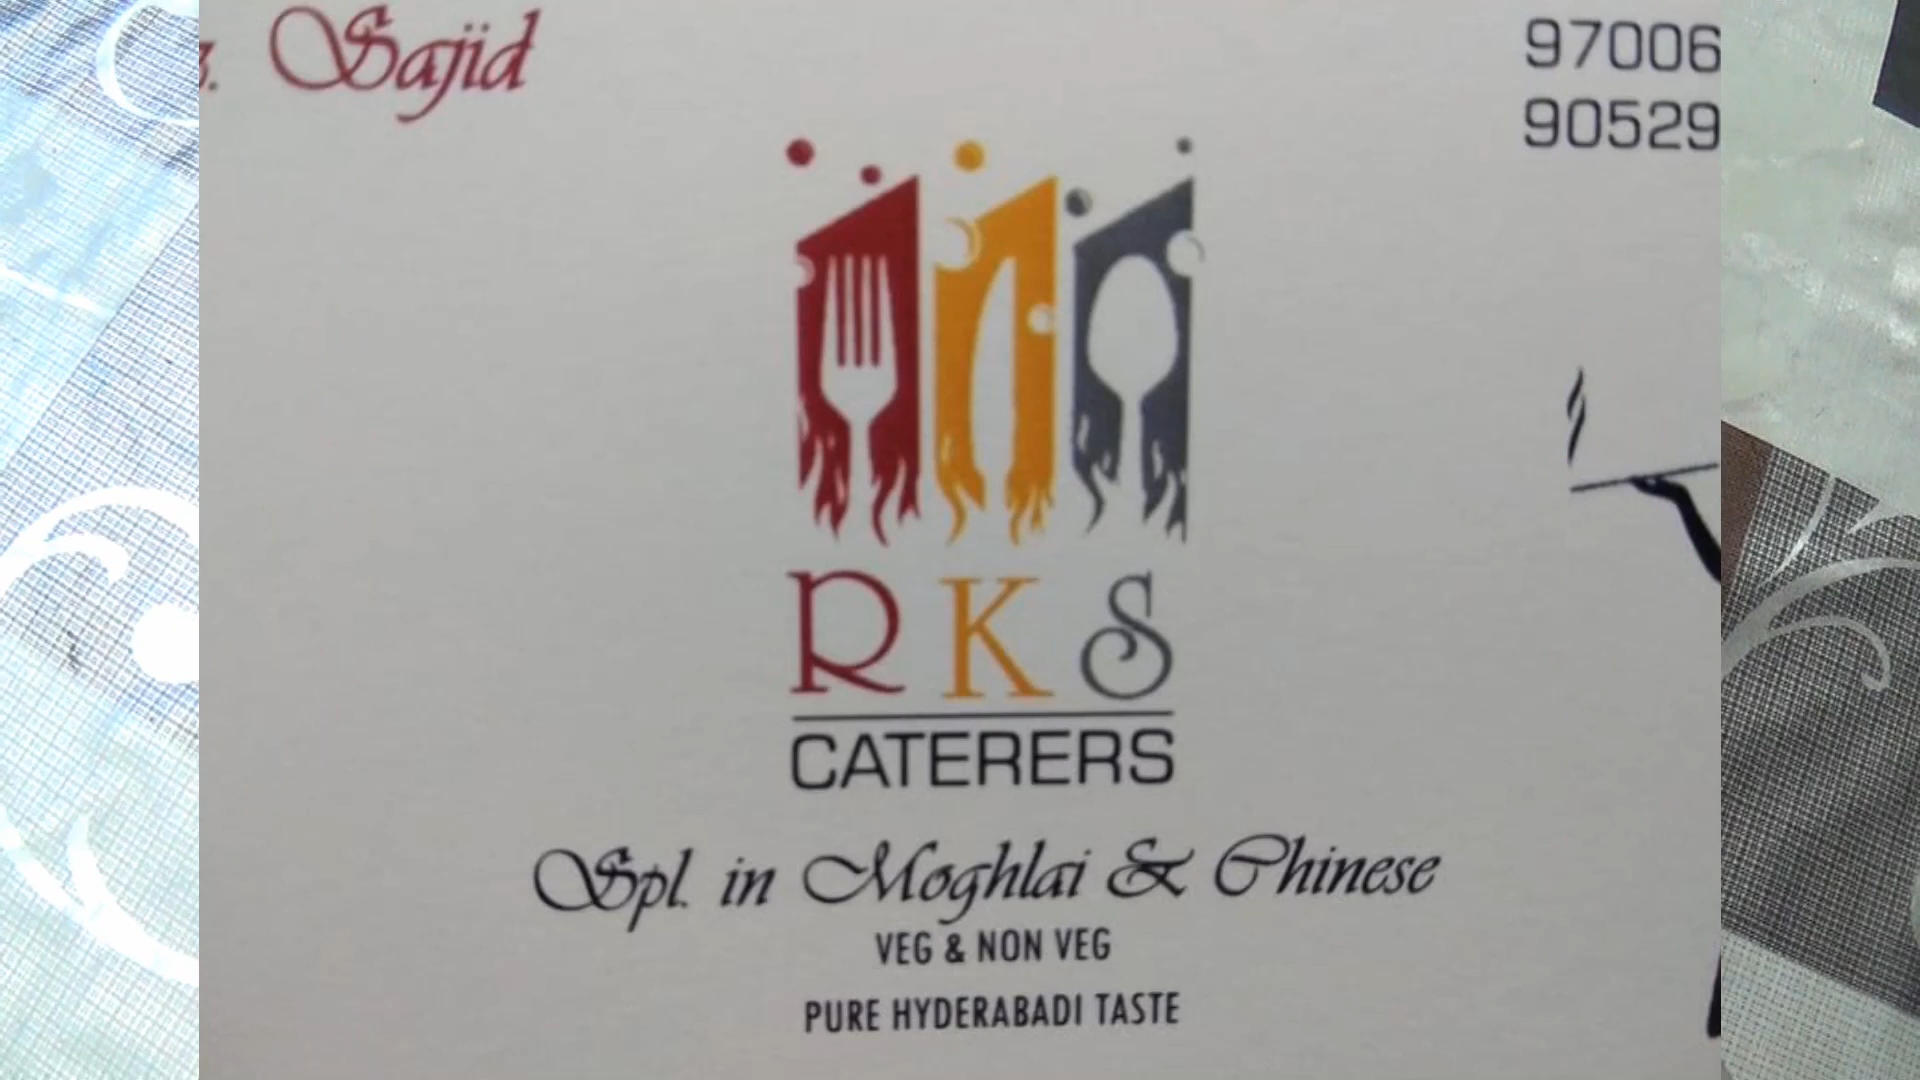 Sajid
97006
90529
RKS
CATERERS
Spl. in Moghlai & Chinese
VEG & NON VEG
PURE HYDERABADI TASTE